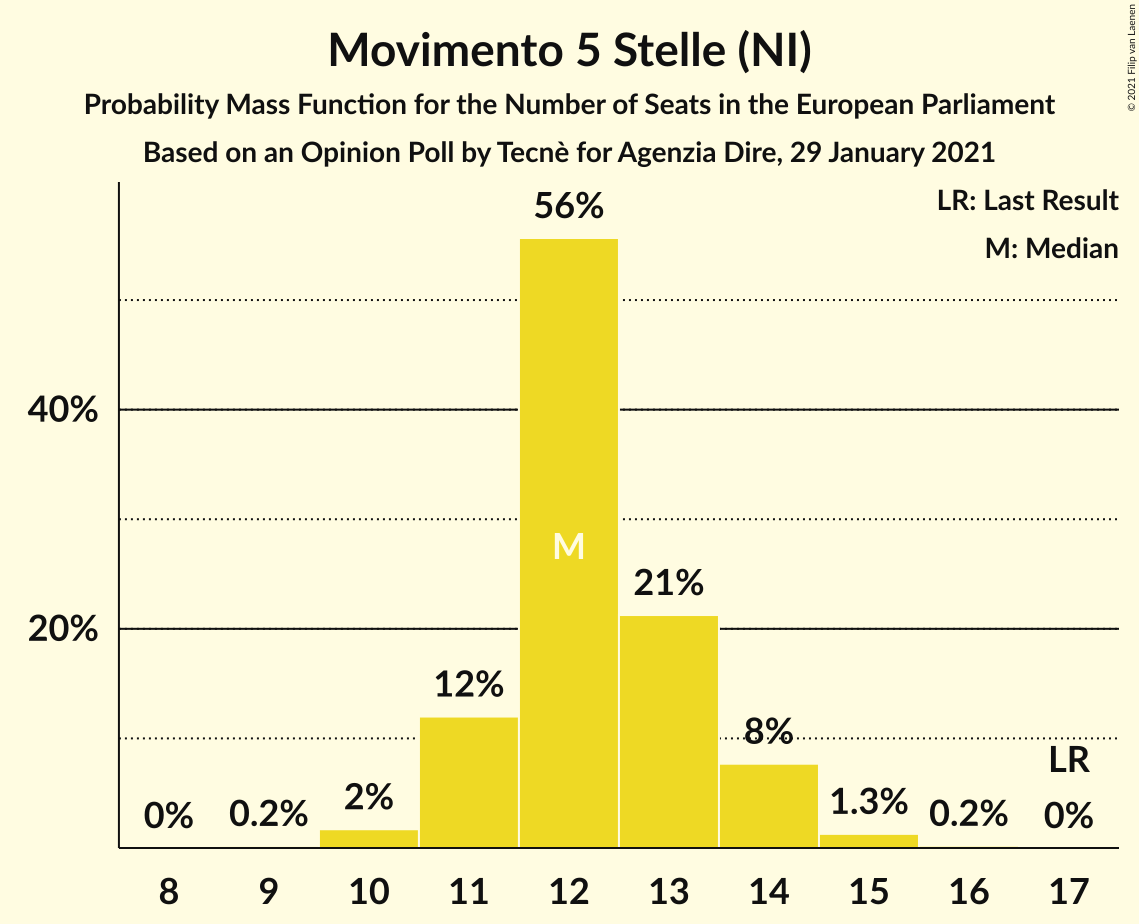 Movimento 5 Stelle (NI)
Probability Mass Function for the Number of Seats in the European Parliament
Based on an Opinion Poll by Tecnè for Agenzia Dire, 29 January 2021
© 2021 Filip van Laenen
LR: Last Result
M: Median
56%
40%
M
21%
20%
12%
8%
LR
2%
1.3%
0% 0.2% 0.2% 0%
8 9 10 11 12 13 14 15 16 17